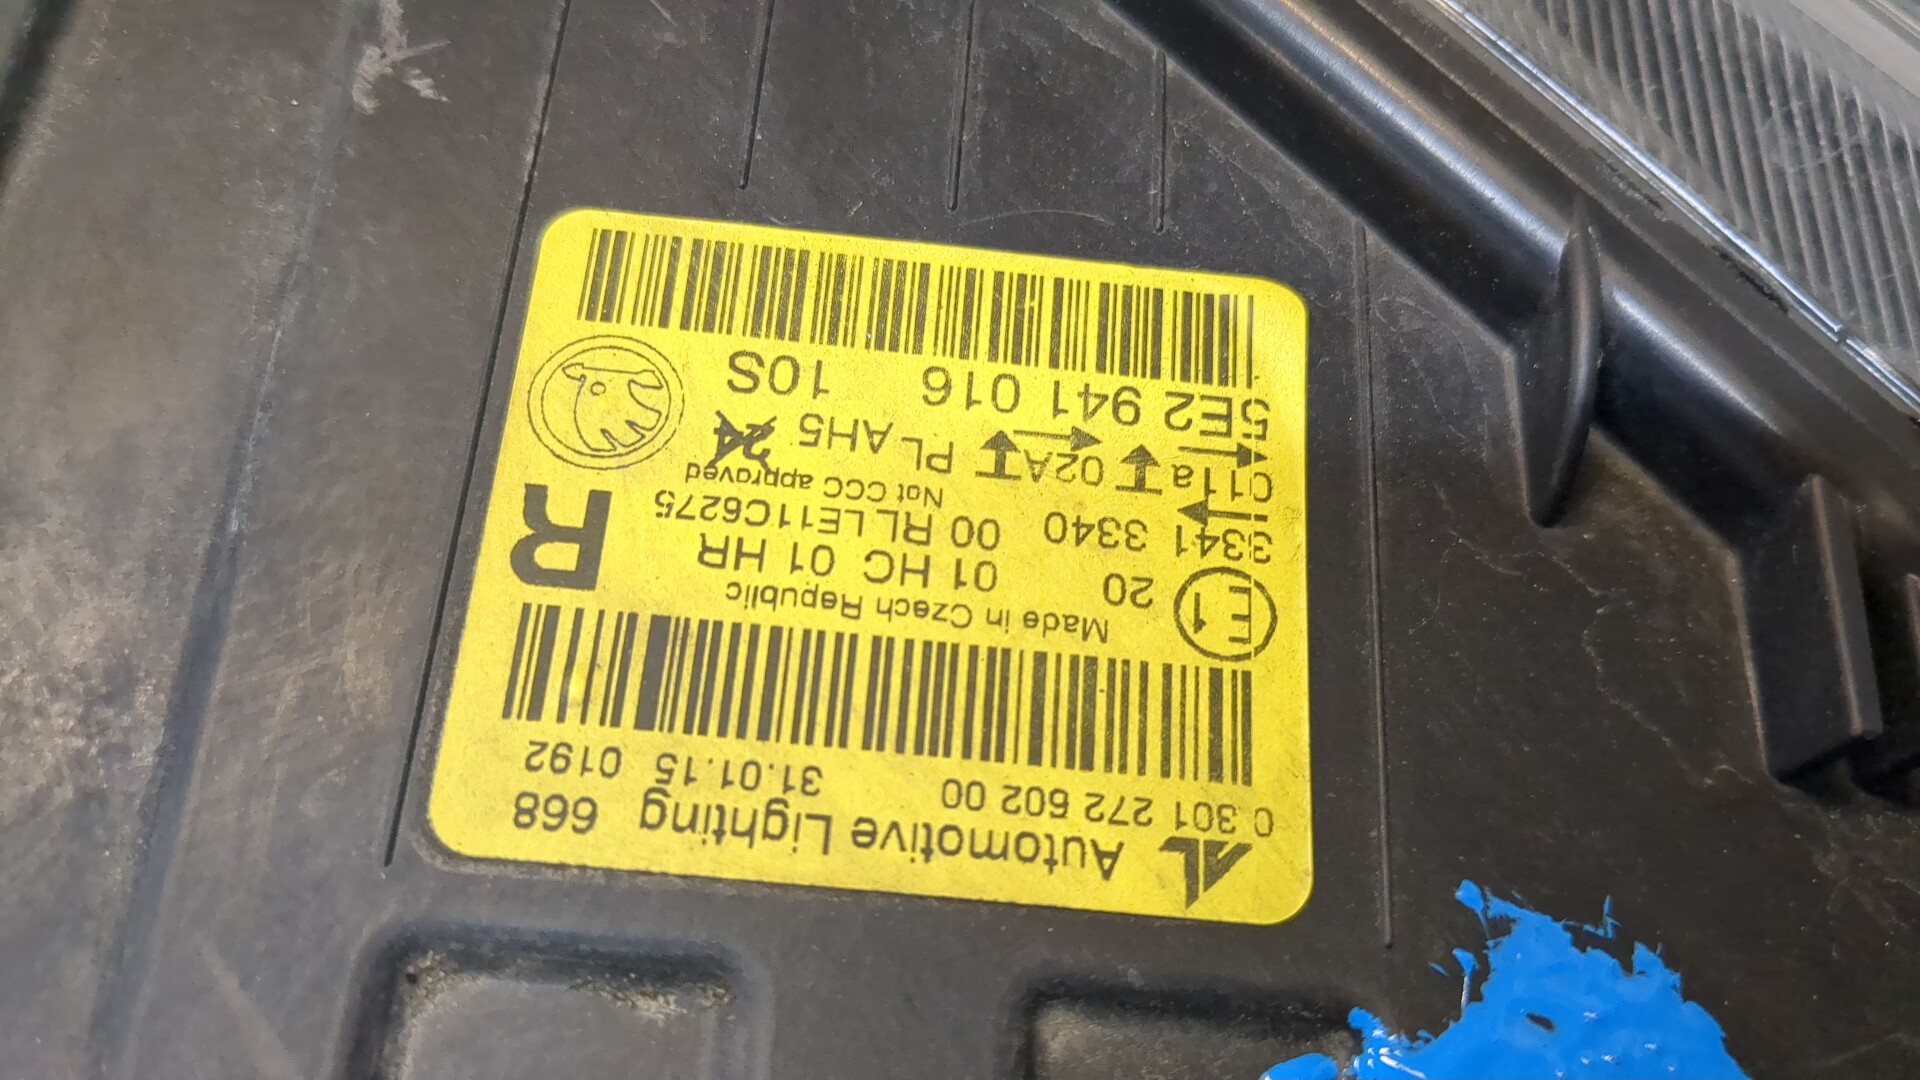 AL Automotive Lighting 668
0 301 272 602 00 31.01.15 0192
Made in Czech Republic
E1 20 01 HC 01 HR
3341 3340 00 RL LE11C6275
Not CCC approved
011a 02A PL AH5 24
5E2 941 016 10S
R